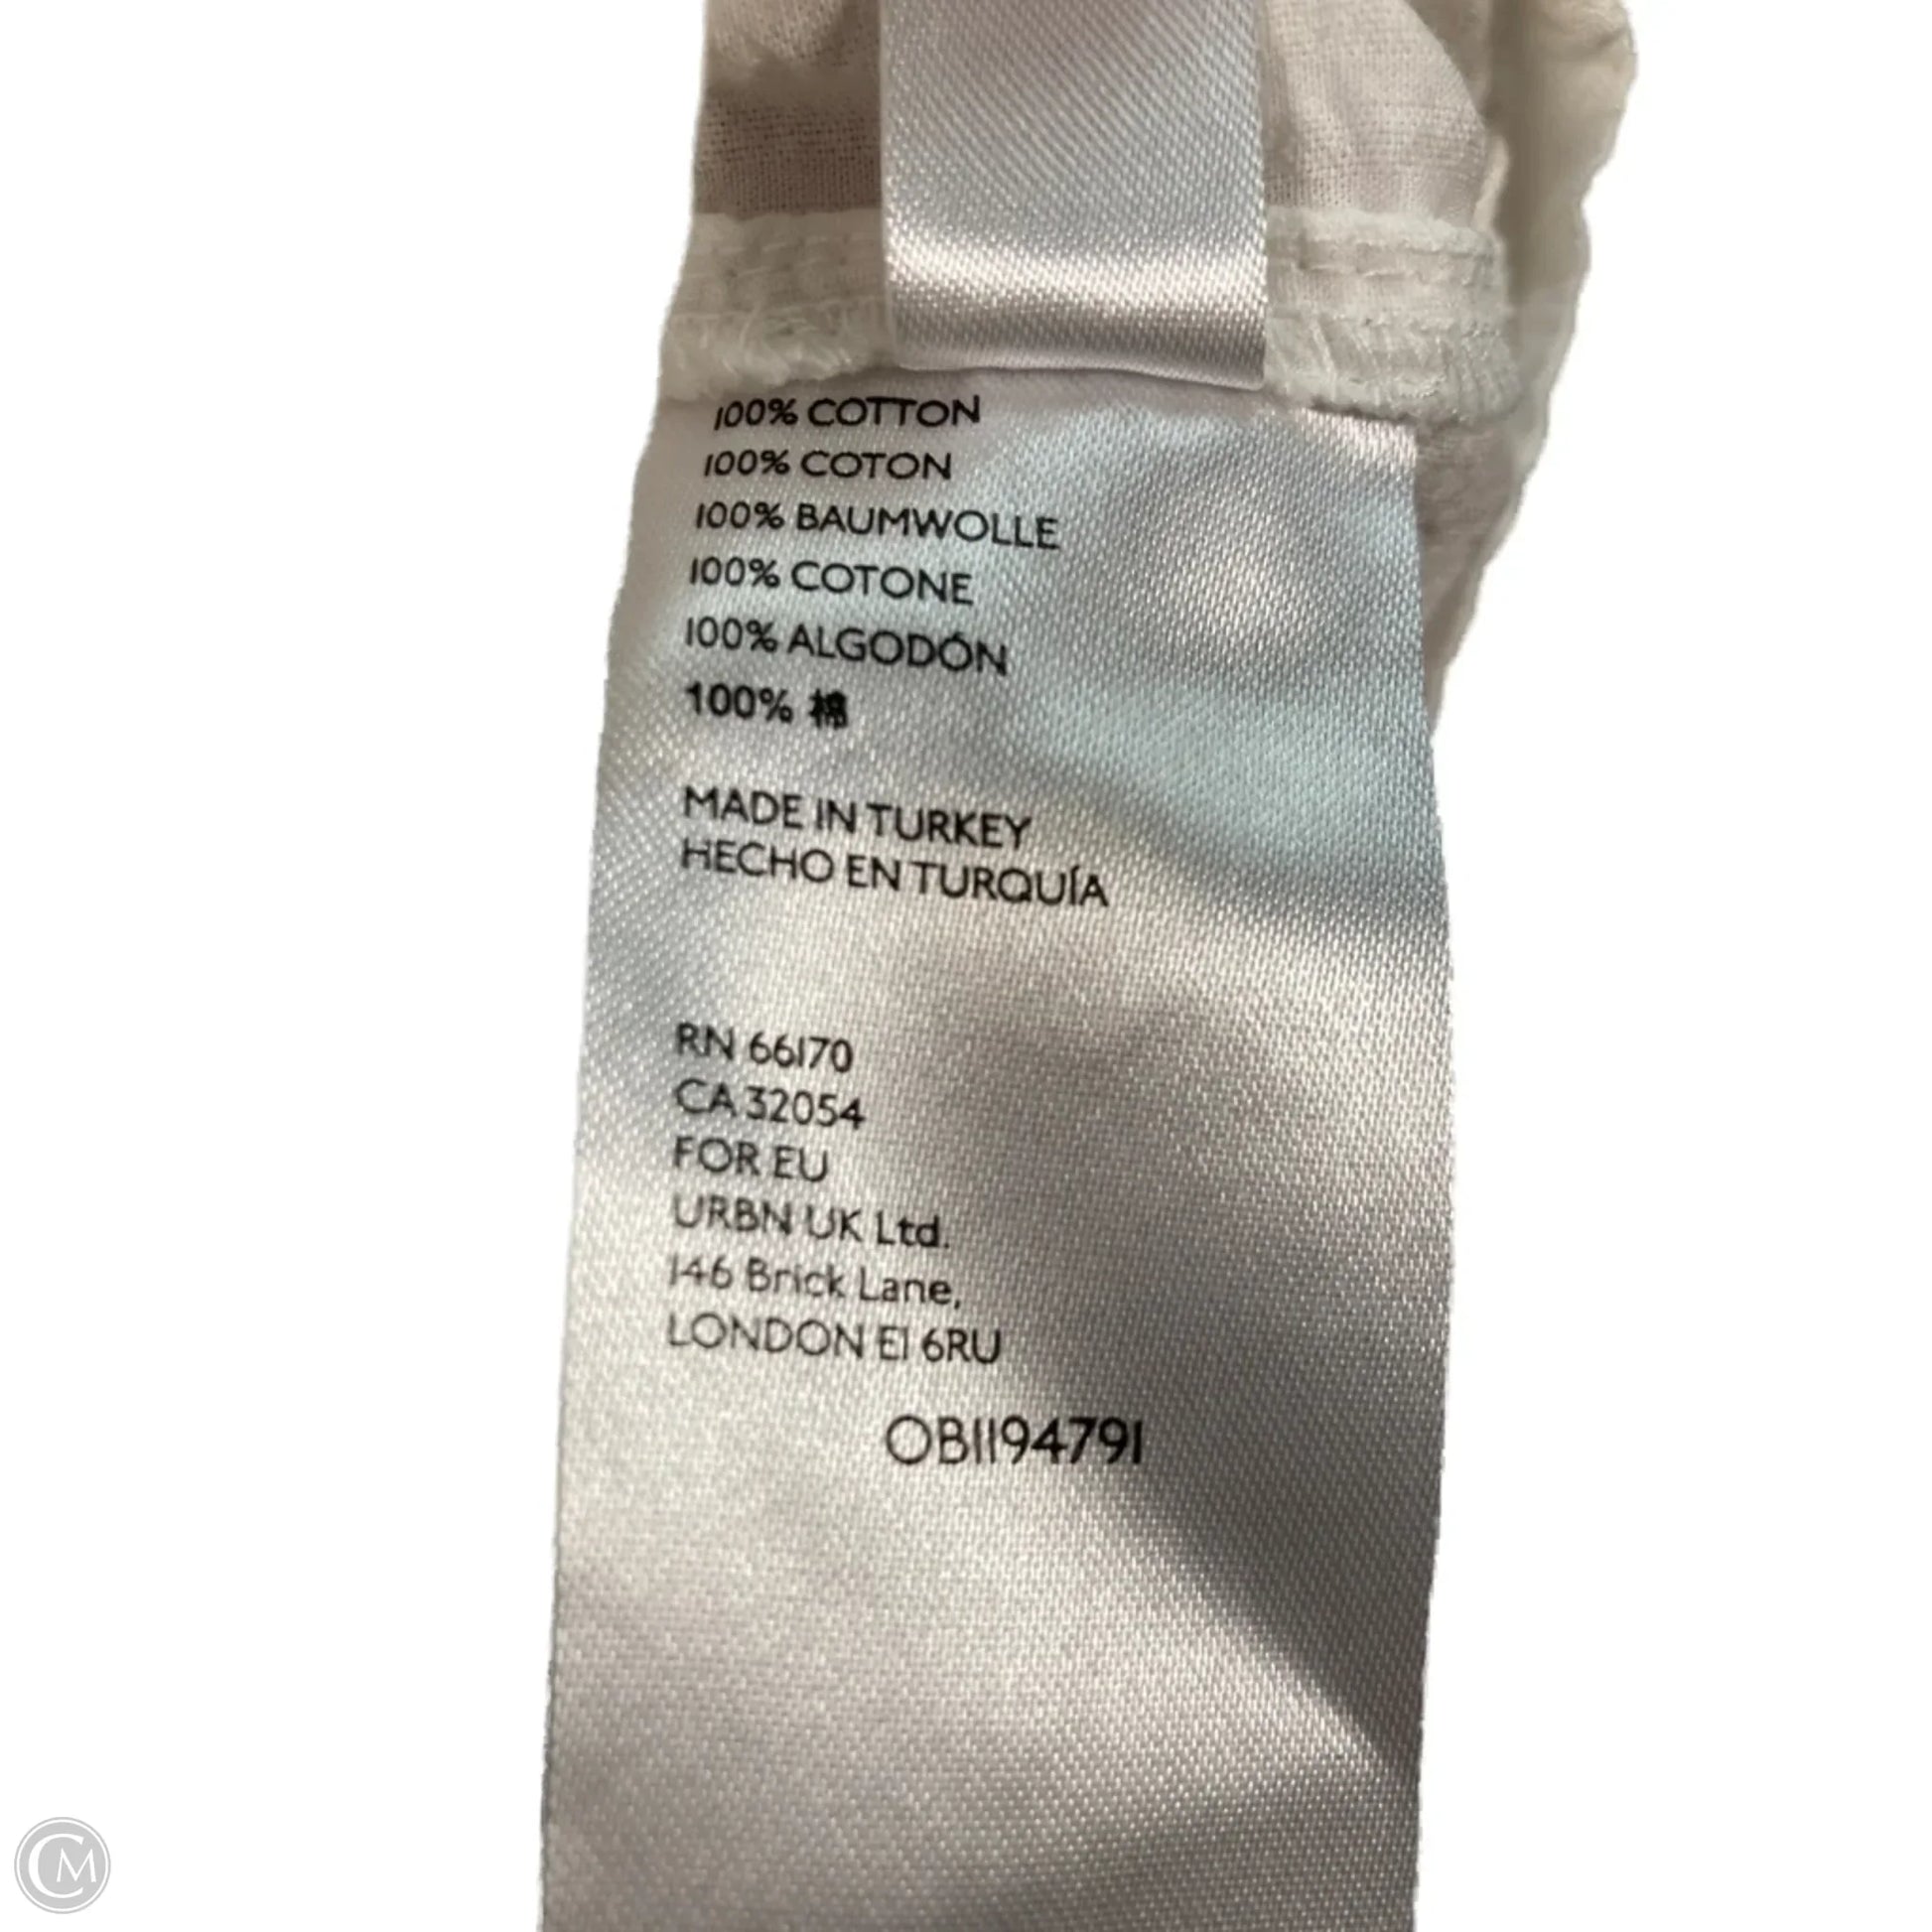 100% COTTON
100% COTON
100% BAUMWOLLE
100% COTONE
100% ALGODÓN
100% 棉
MADE IN TURKEY
HECHO EN TURQUÍA
RN 66170
CA 32054
FOR EU
URBN UK Ltd.
146 Brick Lane,
LONDON E1 6RU
OB1194791
CM